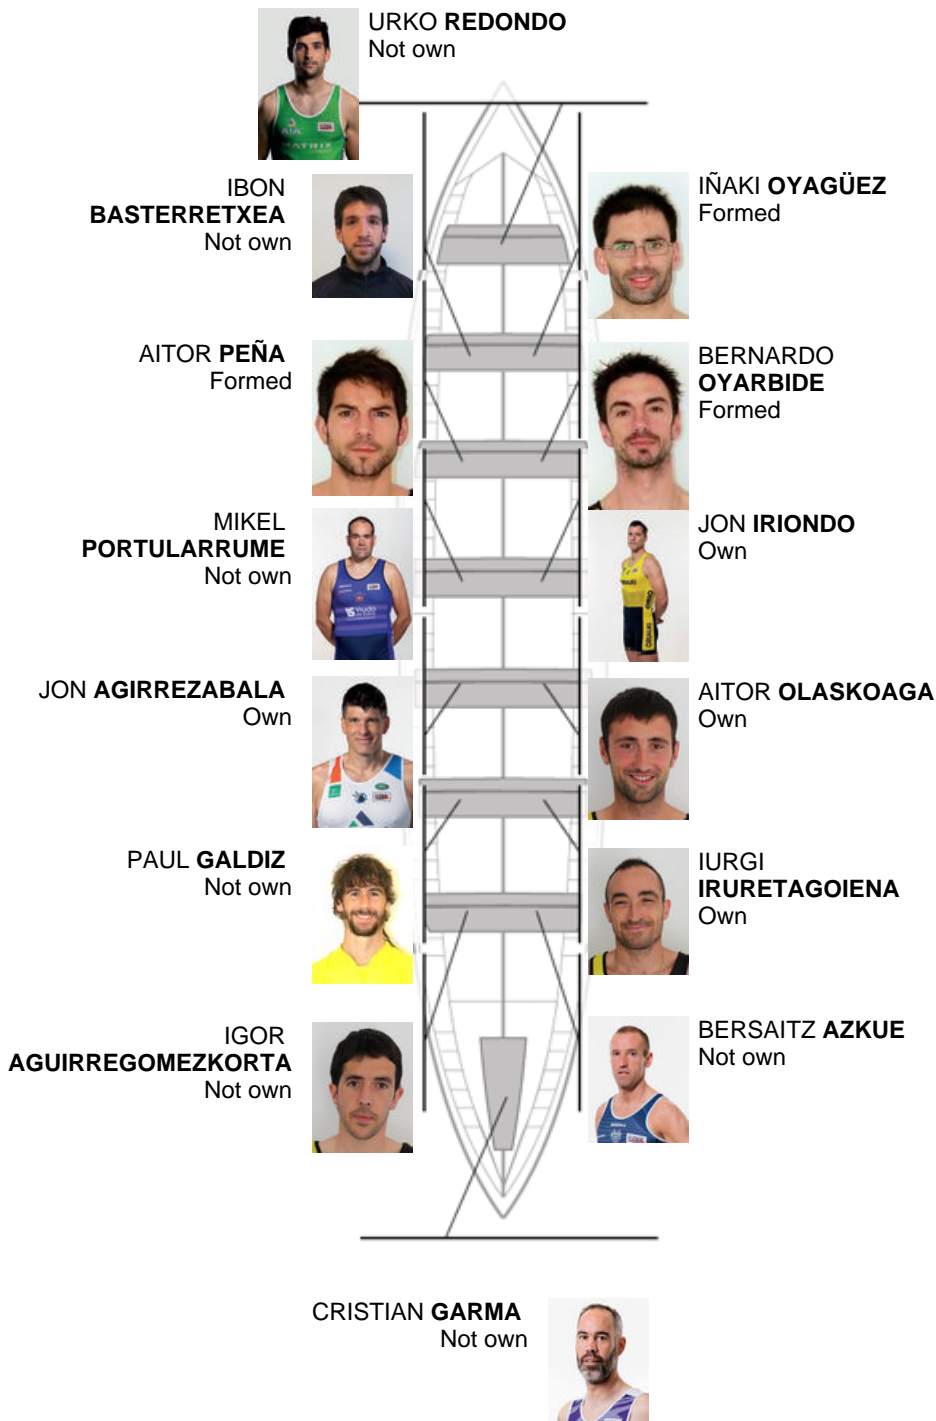 URKO REDONDO
Not own
IBON
BASTERRETXEA
Not own
IÑAKI OYAGÜEZ
Formed
AITOR PEÑA
Formed
BERNARDO
OYARBIDE
Formed
MIKEL
PORTULARRUME
Not own
JON IRIONDO
Own
JON AGIRREZABALA
Own
AITOR OLASKOAGA
Own
PAUL GALDIZ
Not own
IURGI
IRURETAGOIENA
Own
IGOR
AGUIRREGOMEZKORTA
Not own
BERSAITZ AZKUE
Not own
CRISTIAN GARMA
Not own
MATRIX